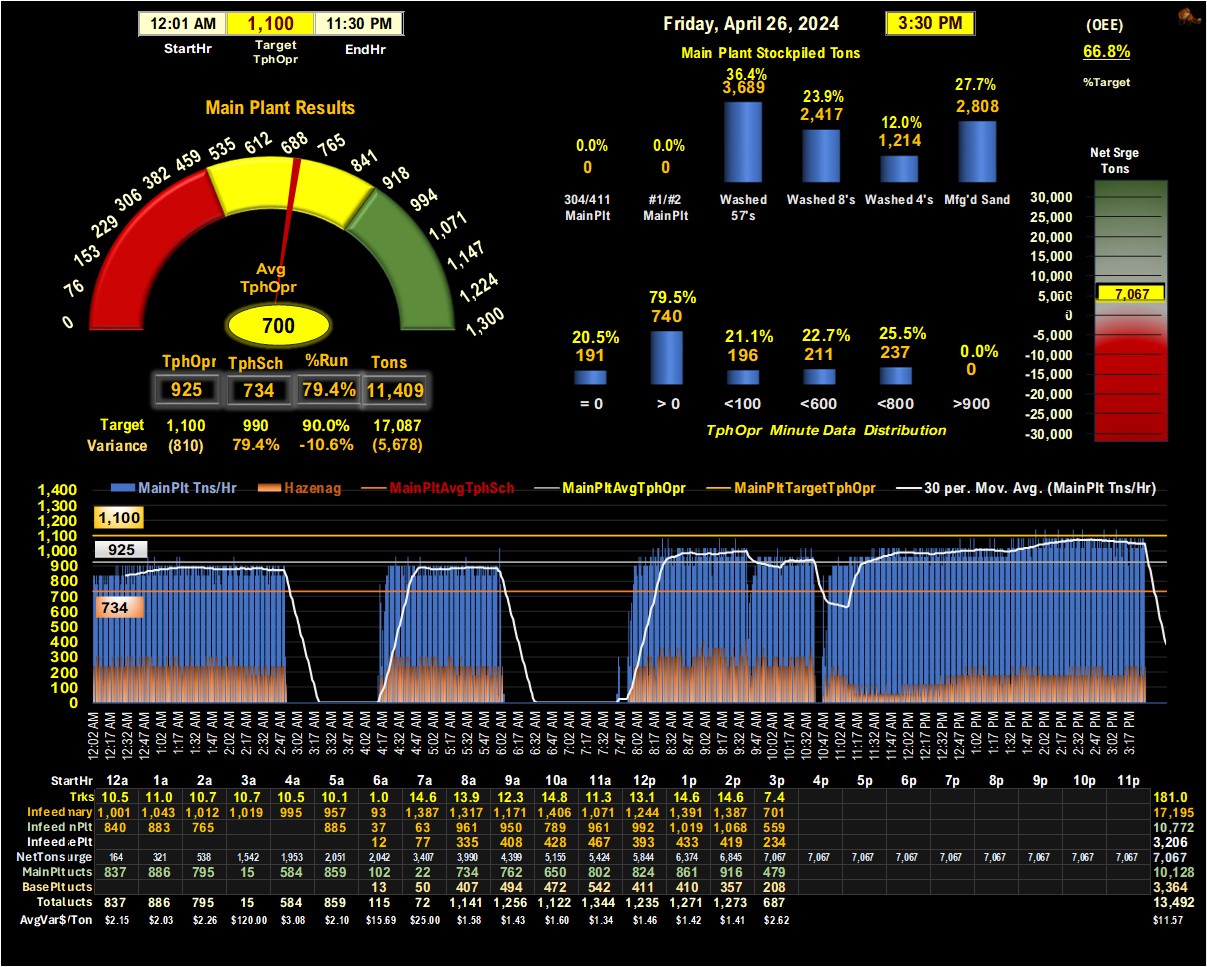 12:01 AM 1,100 11:30 PM
StartHr Target TphOpr EndHr
Friday, April 26, 2024 3:30 PM
(OEE)
66.8%
%Target
Main Plant Stockpiled Tons
0.0% 0.0% 36.4% 23.9% 12.0% 27.7%
0 0 3,689 2,417 1,214 2,808
304/411 MainPlt #1/#2 MainPlt Washed 57's Washed 8's Washed 4's Mfg'd Sand
Main Plant Results
0 76 153 229 306 382 459 535 612 688 765 841 918 994 1,071 1,147 1,224 1,300
Avg
TphOpr
700
TphOpr TphSch %Run Tons
925 734 79.4% 11,409
Target 1,100 990 90.0% 17,087
Variance (810) 79.4% -10.6% (5,678)
20.5% 79.5% 21.1% 22.7% 25.5% 0.0%
191 740 196 211 237 0
= 0 > 0 <100 <600 <800 >900
TphOpr Minute Data Distribution
Net Srge
Tons
30,000
25,000
20,000
15,000
10,000
5,000
7,067
0
-5,000
-10,000
-15,000
-20,000
-25,000
-30,000
MainPlt Tns/Hr Hazenag MainPltAvgTphSch MainPltAvgTphOpr MainPltTargetTphOpr 30 per. Mov. Avg. (MainPlt Tns/Hr)
1,400
1,300
1,200
1,100
1,000
900
800
700
600
500
400
300
200
100
0
1,100
925
734
12:02 AM 12:17 AM 12:32 AM 12:47 AM 1:02 AM 1:17 AM 1:32 AM 1:47 AM 2:02 AM 2:17 AM 2:32 AM 2:47 AM 3:02 AM 3:17 AM 3:32 AM 3:47 AM 4:02 AM 4:17 AM 4:32 AM 4:47 AM 5:02 AM 5:17 AM 5:32 AM 5:47 AM 6:02 AM 6:17 AM 6:32 AM 6:47 AM 7:02 AM 7:17 AM 7:32 AM 7:47 AM 8:02 AM 8:17 AM 8:32 AM 8:47 AM 9:02 AM 9:17 AM 9:32 AM 9:47 AM 10:02 AM 10:17 AM 10:32 AM 10:47 AM 11:02 AM 11:17 AM 11:32 AM 11:47 AM 12:02 PM 12:17 PM 12:32 PM 12:47 PM 1:02 PM 1:17 PM 1:32 PM 1:47 PM 2:02 PM 2:17 PM 2:32 PM 2:47 PM 3:02 PM 3:17 PM
StartHr 12a 1a 2a 3a 4a 5a 6a 7a 8a 9a 10a 11a 12p 1p 2p 3p 4p 5p 6p 7p 8p 9p 10p 11p
Trks 10.5 11.0 10.7 10.7 10.5 10.1 1.0 14.6 13.9 12.3 14.8 11.3 13.1 14.6 14.6 7.4 181.0
Infeed mary 1,001 1,043 1,012 1,019 995 957 93 1,387 1,317 1,171 1,406 1,071 1,244 1,391 1,387 701 17,195
Infeed nPlt 840 883 765 885 37 63 961 950 789 961 992 1,019 1,068 559 10,772
Infeed ePlt 12 77 335 408 428 467 393 433 419 234 3,206
NetTons urge 164 321 538 1,542 1,953 2,051 2,042 3,407 3,990 4,399 5,155 5,424 5,844 6,374 6,845 7,067 7,067 7,067 7,067 7,067 7,067 7,067 7,067 7,067 7,067
MainPlt ucts 837 886 795 15 584 859 102 22 734 762 650 802 824 861 916 479 10,128
BasePlt ucts 13 50 407 494 472 542 411 410 357 208 3,364
Total ucts 837 886 795 15 584 859 115 72 1,141 1,256 1,122 1,344 1,235 1,271 1,273 687 13,492
AvgVar$/Ton $2.15 $2.03 $2.26 $120.00 $3.08 $2.10 $15.69 $25.00 $1.58 $1.43 $1.60 $1.34 $1.46 $1.42 $1.41 $2.62 $11.57